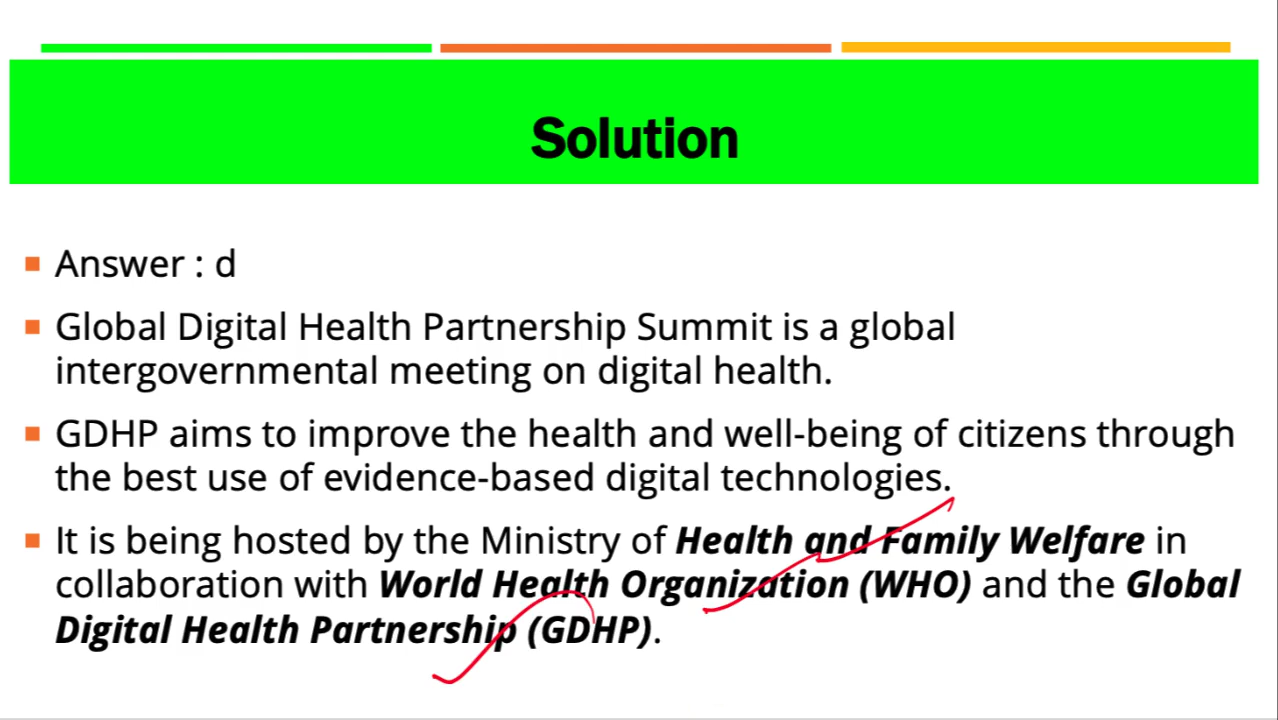 Solution
Answer : d
Global Digital Health Partnership Summit is a global
intergovernmental meeting on digital health.
GDHP aims to improve the health and well-being of citizens through
the best use of evidence-based digital technologies.
It is being hosted by the Ministry of Health and Family Welfare in
collaboration with World Health Organization (WHO) and the Global
Digital Health Partnership (GDHP).